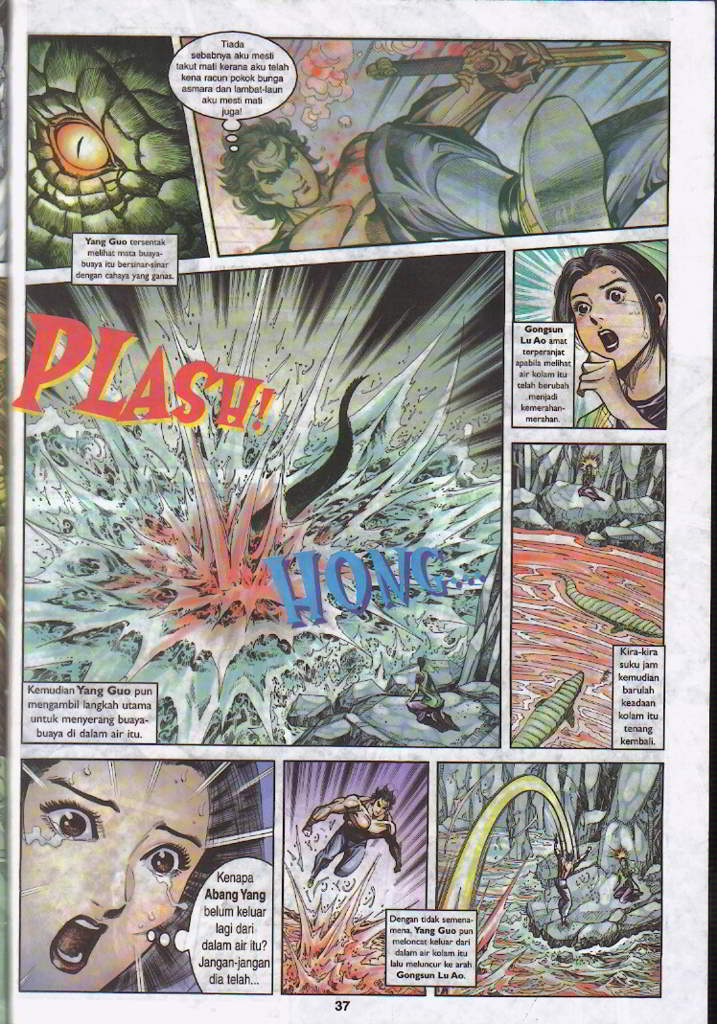 Tiada
sebabnya aku mesti
takut mati kerana aku telah
kena racun pokok bunga
asmara dan lambat-laun
aku mesti mati
juga!
Yang Guo tersentak
melihat mata buaya-
buaya itu bersinar-sinar
dengan cahaya yang ganas.
PLASH!
HONG...
Kemudian Yang Guo pun
mengambil langkah utama
untuk menyerang buaya-
buaya di dalam air itu.
Gongsun
Lu Ao amat
terperanjat
apabila melihat
air kolam itu
telah berubah
menjadi
kemerahan-
merahan.
Kira-kira
suku jam
kemudian
barulah
keadaan
kolam itu
tenang
kembali.
Kenapa
Abang Yang
belum keluar
lagi dari
dalam air itu?
Jangan-jangan
dia telah...
Dengan tidak semena-
mena, Yang Guo pun
meloncat keluar dari
dalam air kolam itu
lalu meluncur ke arah
Gongsun Lu Ao.
37